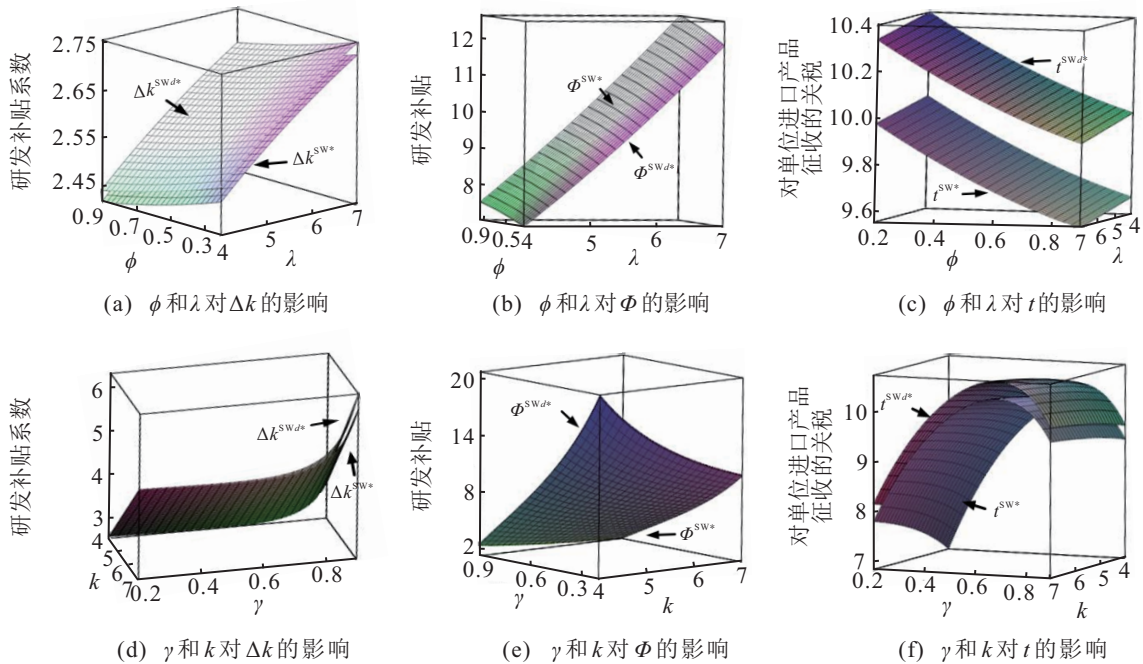 2.75
2.65
2.55
2.45
研发补贴系数
Δk^{SWd*}
Δk^{SW*}
0.9 0.7 0.5 0.3 4 5 6 7
ϕ λ
(a) ϕ 和 λ 对 Δk 的影响
12
11
10
9
8
研发补贴
Φ^{SW*}
Φ^{SWd*}
0.9 0.5 4 5 6 7
ϕ λ
(b) ϕ 和 λ 对 Φ 的影响
10.4
10.2
10.0
9.8
9.6
对单位进口产品
征收的关税
t^{SWd*}
t^{SW*}
0.2 0.4 0.6 0.8 7 6 5 4
ϕ λ
(c) ϕ 和 λ 对 t 的影响
6
5
4
3
研发补贴系数
Δk^{SWd*}
Δk^{SW*}
4 5 6 7 0.2 0.4 0.6 0.8
k γ
(d) γ 和 k 对 Δk 的影响
20
14
8
2
研发补贴
Φ^{SWd*}
Φ^{SW*}
0.9 0.6 0.3 4 5 6 7
γ k
(e) γ 和 k 对 Φ 的影响
10
9
8
7
对单位进口产品
征收的关税
t^{SWd*}
t^{SW*}
0.2 0.4 0.6 0.8 7 6 5 4
γ k
(f) γ 和 k 对 t 的影响